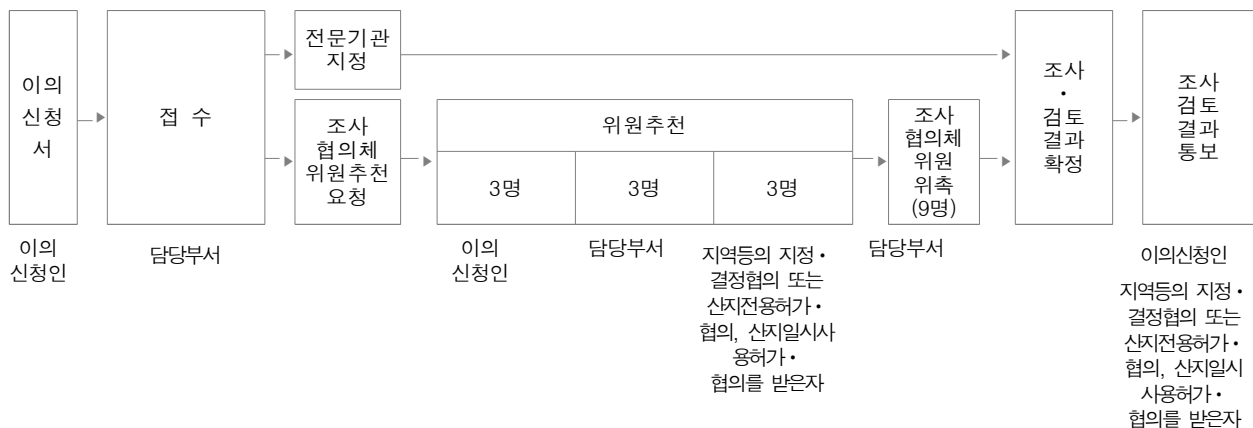 이의
신청
서
접 수
전문기관
지정
조사
협의체
위원추천
요청
위원추천
3명
3명
3명
조사
협의체
위원
위촉
(9명)
조사
·
검토
결과
확정
조사
검토
결과
통보
이의
신청인
담당부서
이의
신청인
담당부서
지역등의 지정·
결정협의 또는
산지전용허가·
협의, 산지일시사
용허가·
협의를 받은자
담당부서
이의신청인
지역등의 지정·
결정협의 또는
산지전용허가·
협의, 산지일시
사용허가·
협의를 받은자